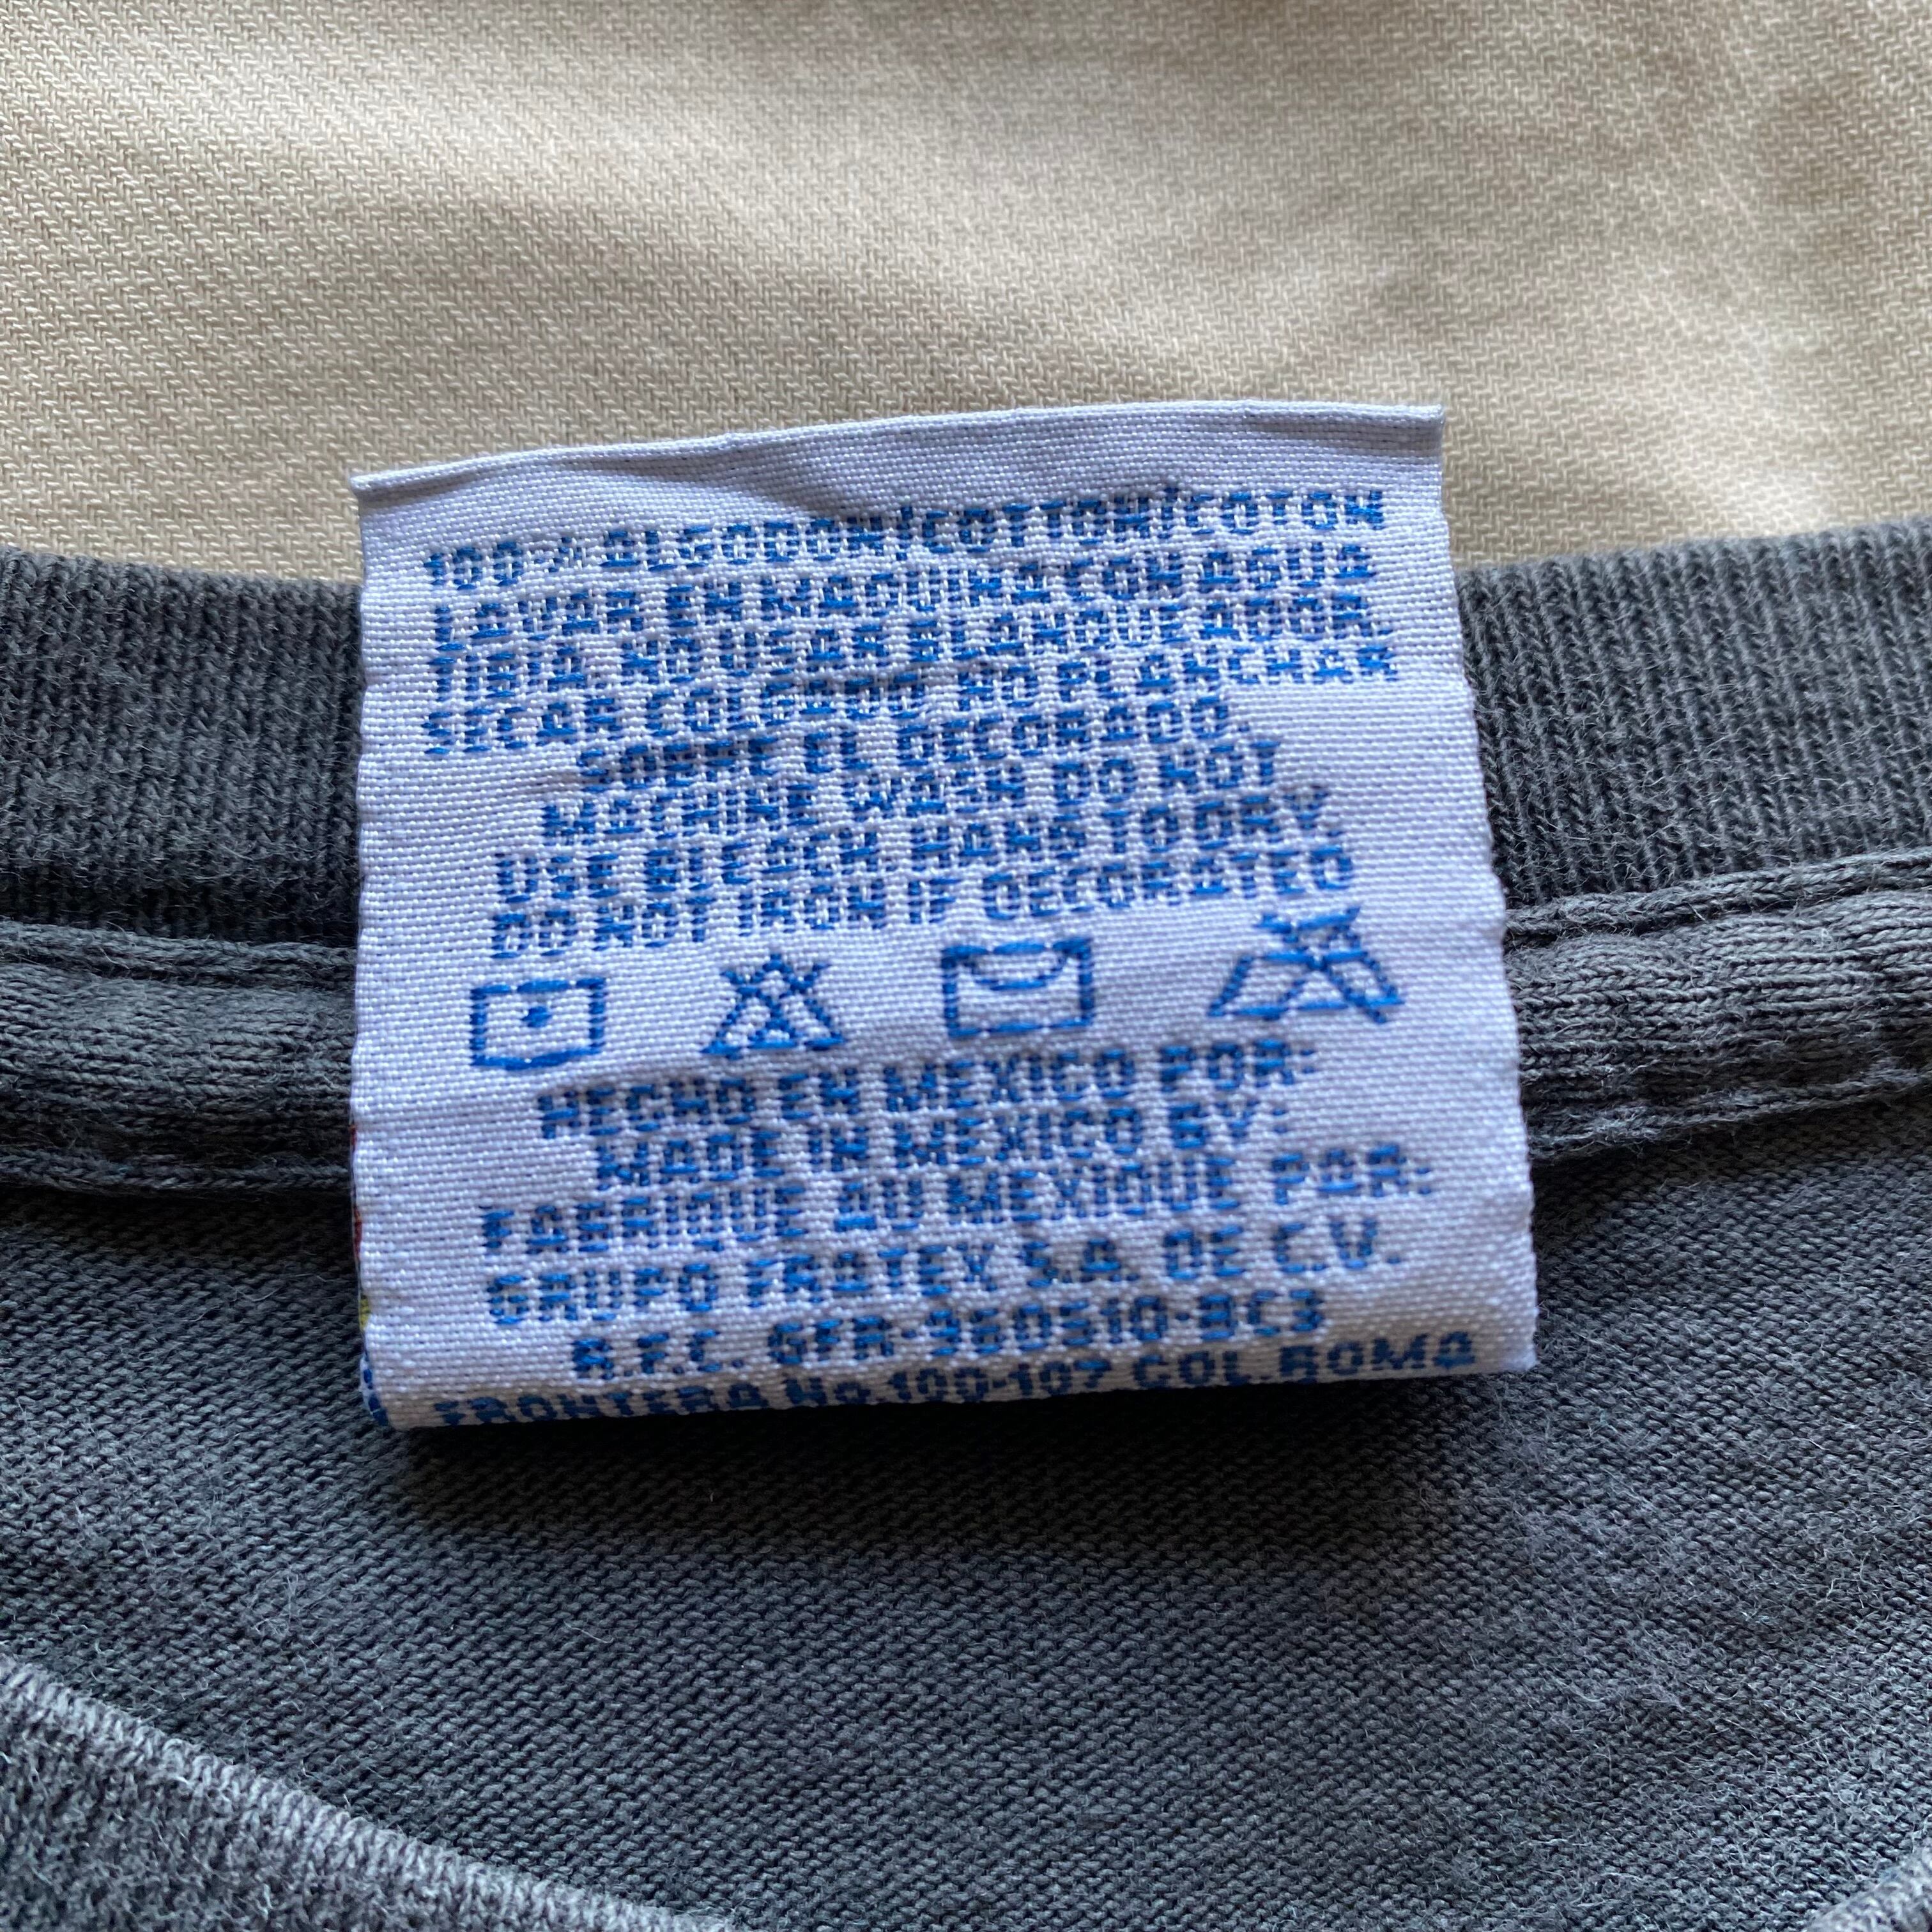 100% ALGODON/COTTON/COTON
LAVAR EN MAQUINA CON AGUA
TIBIA NO USAR BLANQUEADOR.
SECAR COLGADO NO PLANCHAR
SOBRE EL DECORADO.
MACHINE WASH DO NOT
USE BLEACH HANG TO DRY.
DO NOT IRON IF DECORATED
HECHO EN MEXICO POR:
MADE IN MEXICO BY:
FABRIQUE AU MEXIQUE POR:
GRUPO FRATEX S.A. DE C.V.
R.F.C. GFR-960510-BC3
FRONTERA No.100-107 COL.ROMA